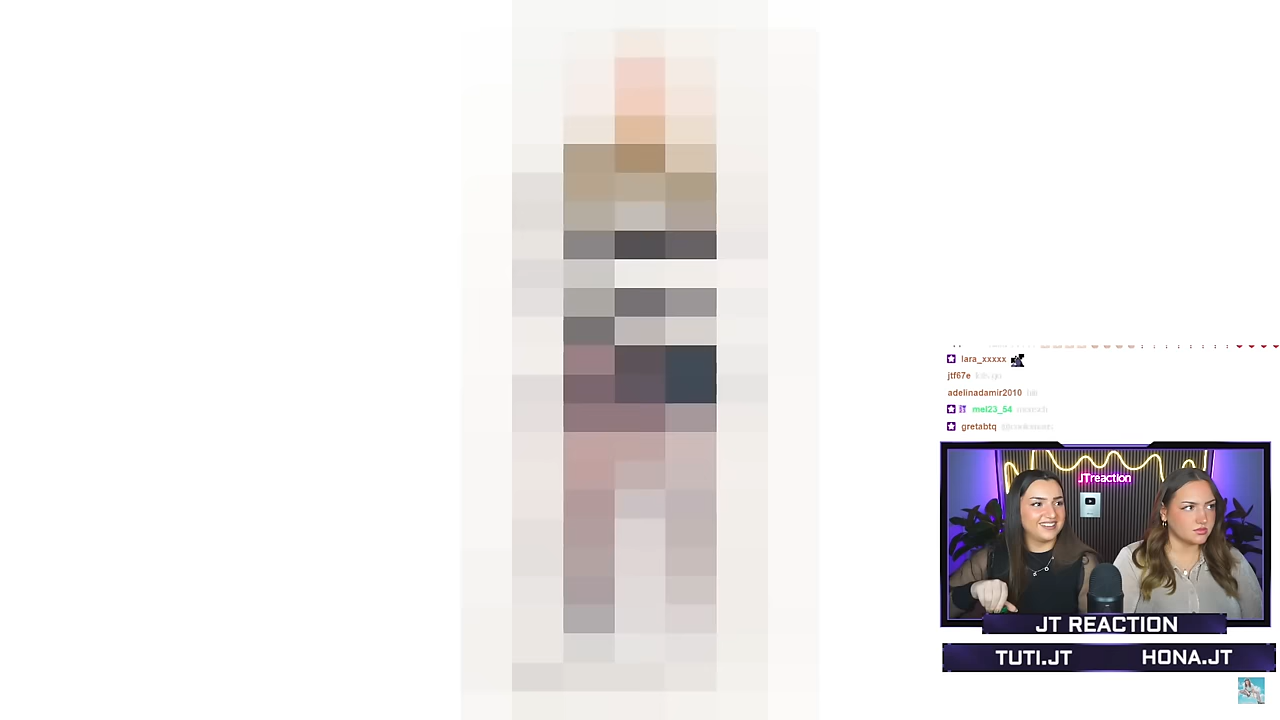 lara_xxxxx
jtf67e
adelinadamir2010
mel23_54
gretabtq
JTreaction
JT REACTION
TUTI.JT HONA.JT